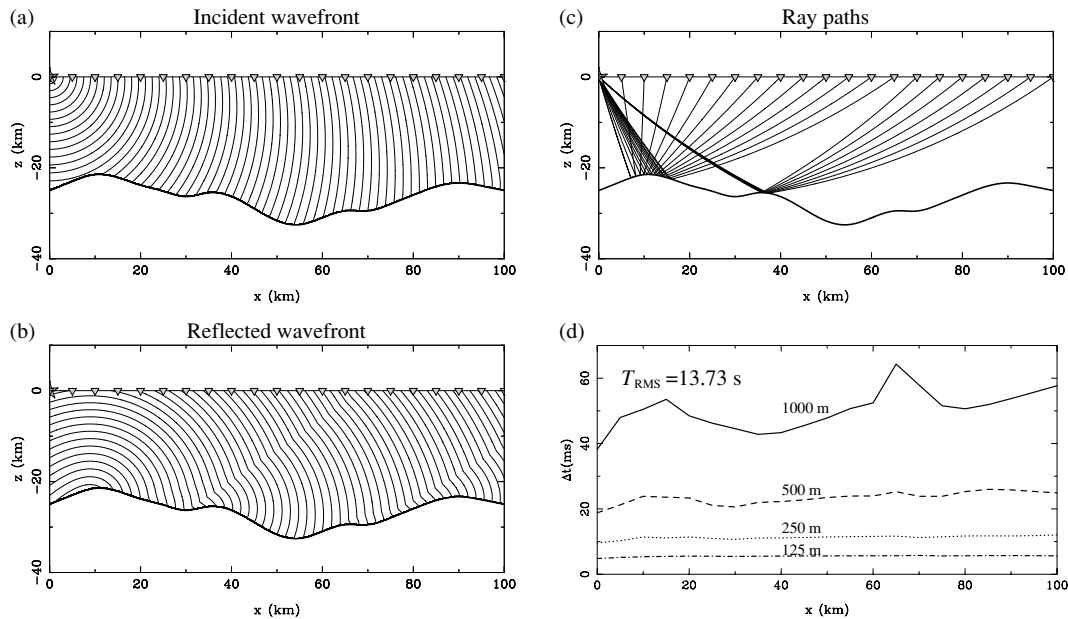 (a)
Incident wavefront
0
−20
−40
z (km)
0
20
40
60
80
100
x (km)
(c)
Ray paths
0
−20
−40
z (km)
0
20
40
60
80
100
x (km)
(b)
Reflected wavefront
0
−20
−40
z (km)
0
20
40
60
80
100
x (km)
(d)
T_RMS =13.73 s
1000 m
500 m
250 m
125 m
60
40
20
0
Δt(ms)
0
20
40
60
80
100
x (km)